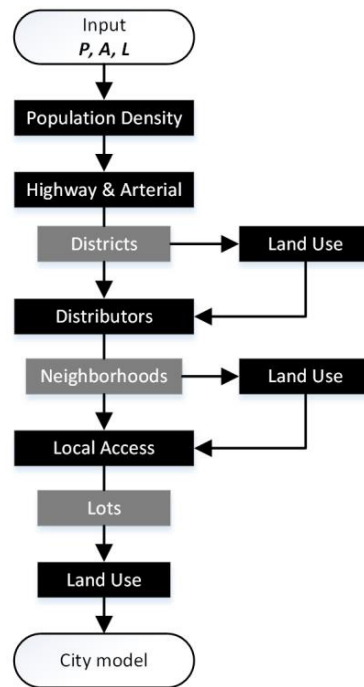 Input
P, A, L
Population Density
Highway & Arterial
Districts
Land Use
Distributors
Neighborhoods
Land Use
Local Access
Lots
Land Use
City model